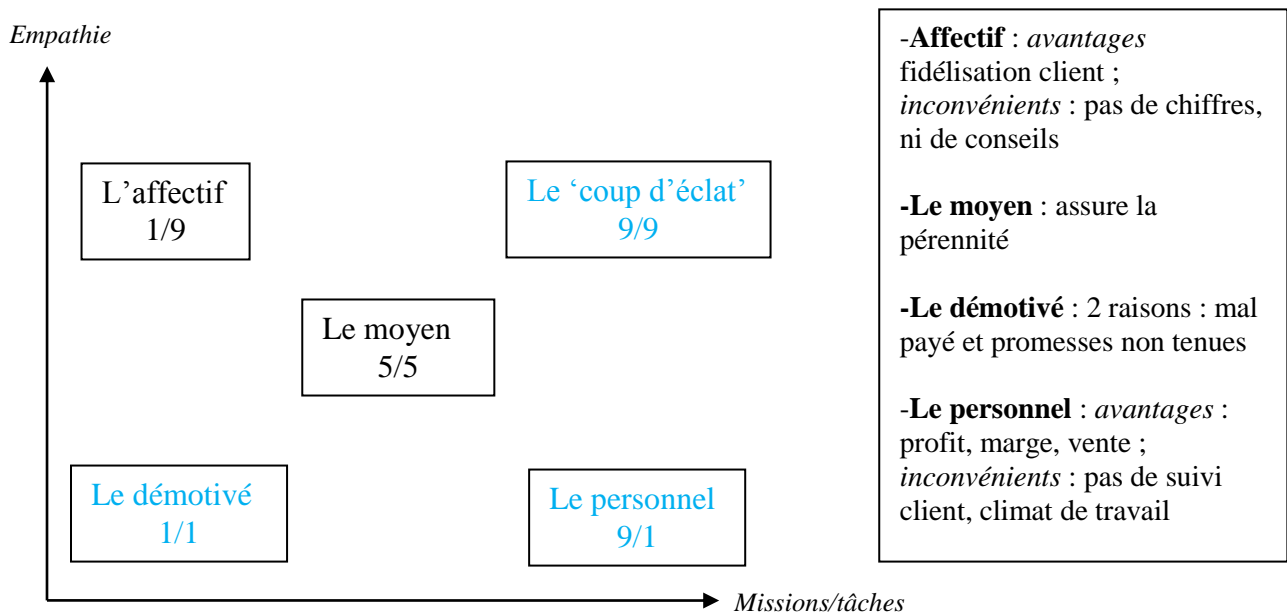 Empathie
L’affectif
1/9
Le ‘coup d’éclat’
9/9
Le moyen
5/5
Le démotivé
1/1
Le personnel
9/1
Missions/tâches
-Affectif : avantages
fidélisation client ;
inconvénients : pas de chiffres,
ni de conseils
-Le moyen : assure la
pérennité
-Le démotivé : 2 raisons : mal
payé et promesses non tenues
-Le personnel : avantages :
profit, marge, vente ;
inconvénients : pas de suivi
client, climat de travail